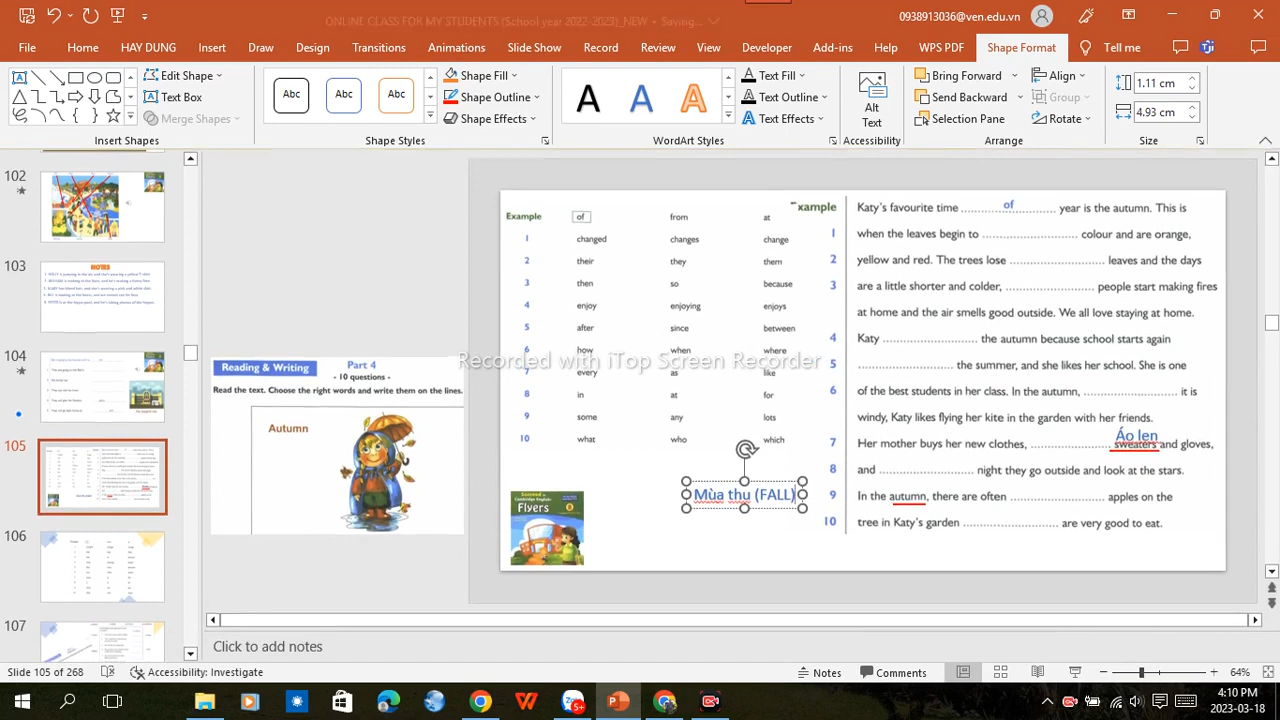 ONLINE CLASS FOR MY STUDENTS (School year 2022-2023)_NEW • Saving...
0938913036@ven.edu.vn
File Home HAY DUNG Insert Draw Design Transitions Animations Slide Show Record Review View Developer Add-ins Help WPS PDF Shape Format Tell me
Edit Shape
Text Box
Merge Shapes
Insert Shapes
Abc Abc Abc
Shape Fill
Shape Outline
Shape Effects
Shape Styles
A A A
Text Fill
Text Outline
Text Effects
WordArt Styles
Alt
Text
Accessibility
Bring Forward
Send Backward
Selection Pane
Align
Group
Rotate
Arrange
1.11 cm
4.93 cm
Size
102
103
NOTES
104
105
106
107
Reading & Writing Part 4
- 10 questions -
Read the text. Choose the right words and write them on the lines.
Autumn
Example of from at
1 changed changes change
2 their they them
3 then so because
4 enjoy enjoying enjoys
5 after since between
6 how when where
7 every as like
8 in at for
9 some any lots
10 what who which
Recorded with iTop Screen Recorder
Mùa thu (FALL)
Succeed in
Cambridge English:
Flyers
8
xample Katy's favourite time of year is the autumn. This is
1 when the leaves begin to .............................. colour and are orange,
2 yellow and red. The trees lose .............................. leaves and the days
3 are a little shorter and colder, .............................. people start making fires
at home and the air smells good outside. We all love staying at home.
4 Katy .............................. the autumn because school starts again
5 .............................. the summer, and she likes her school. She is one
6 of the best students in her class. In the autumn, .............................. it is
windy, Katy likes flying her kite in the garden with her friends.
Áo len
7 Her mother buys her new clothes, .............................. sweaters and gloves,
8 and .............................. night they go outside and look at the stars.
In the autumn, there are often .............................. apples on the
10 tree in Katy's garden .............................. are very good to eat.
Click to add notes
Slide 105 of 268 Accessibility: Investigate Notes Comments 64%
5+
4:10 PM
2023-03-18